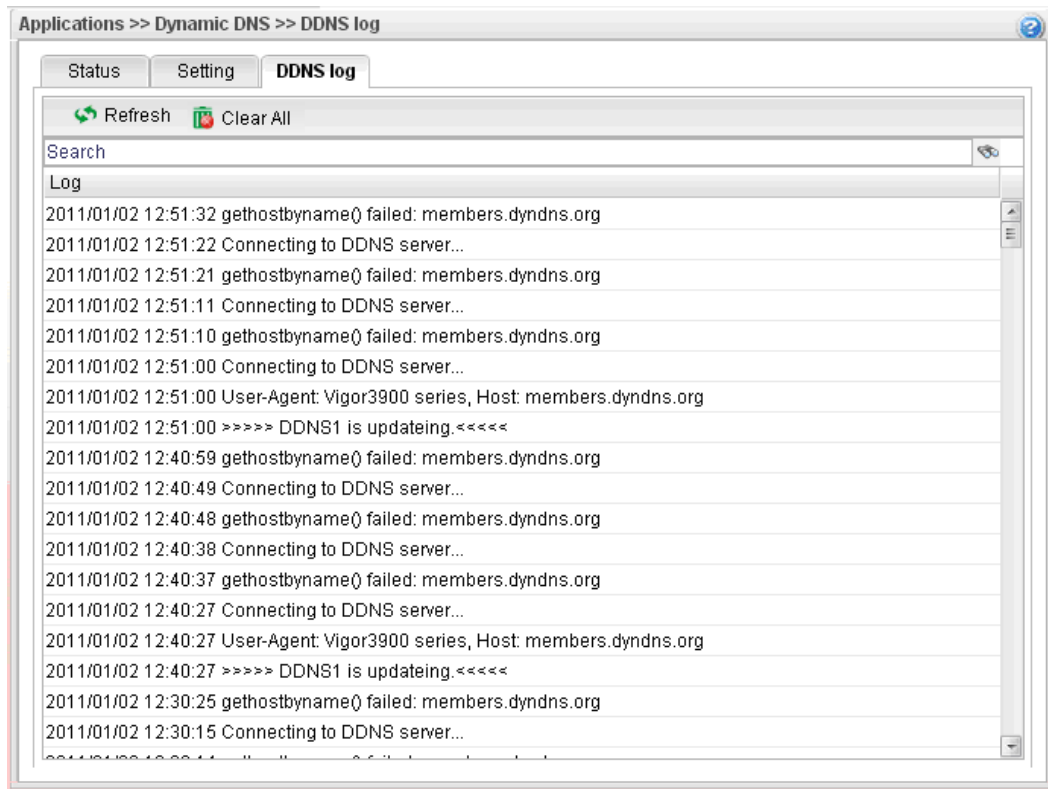 Applications >> Dynamic DNS >> DDNS log
Status Setting DDNS log
Refresh Clear All
Search
Log
2011/01/02 12:51:32 gethostbyname() failed: members.dyndns.org
2011/01/02 12:51:22 Connecting to DDNS server...
2011/01/02 12:51:21 gethostbyname() failed: members.dyndns.org
2011/01/02 12:51:11 Connecting to DDNS server...
2011/01/02 12:51:10 gethostbyname() failed: members.dyndns.org
2011/01/02 12:51:00 Connecting to DDNS server...
2011/01/02 12:51:00 User-Agent: Vigor3900 series, Host: members.dyndns.org
2011/01/02 12:51:00 >>>>> DDNS1 is updateing.<<<<<
2011/01/02 12:40:59 gethostbyname() failed: members.dyndns.org
2011/01/02 12:40:49 Connecting to DDNS server...
2011/01/02 12:40:48 gethostbyname() failed: members.dyndns.org
2011/01/02 12:40:38 Connecting to DDNS server...
2011/01/02 12:40:37 gethostbyname() failed: members.dyndns.org
2011/01/02 12:40:27 Connecting to DDNS server...
2011/01/02 12:40:27 User-Agent: Vigor3900 series, Host: members.dyndns.org
2011/01/02 12:40:27 >>>>> DDNS1 is updateing.<<<<<
2011/01/02 12:30:25 gethostbyname() failed: members.dyndns.org
2011/01/02 12:30:15 Connecting to DDNS server...